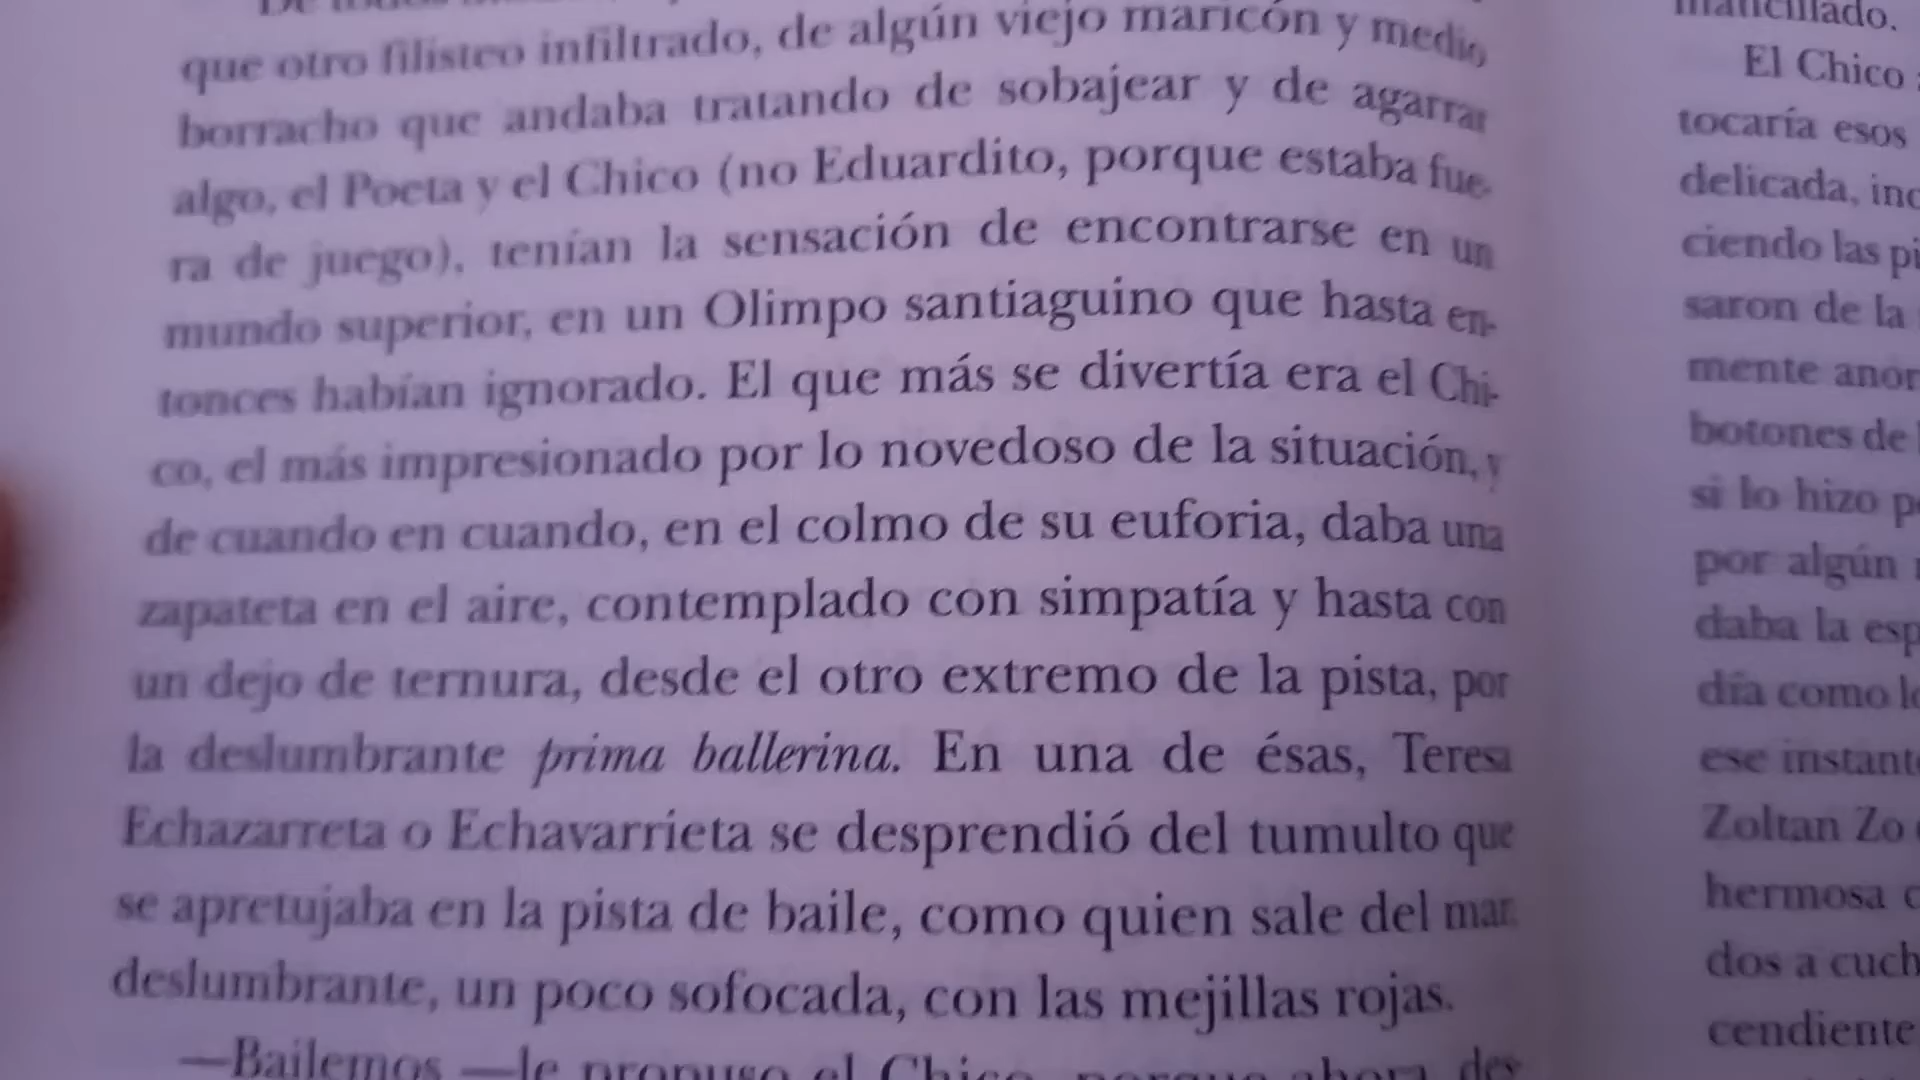 que otro filisteo infiltrado, de algún viejo maricón y medio
borracho que andaba tratando de sobajear y de agarrar
algo, el Poeta y el Chico (no Eduardito, porque estaba fue-
ra de juego), tenían la sensación de encontrarse en un
mundo superior, en un Olimpo santiaguino que hasta en-
tonces habían ignorado. El que más se divertía era el Chi-
co, el más impresionado por lo novedoso de la situación, y
de cuando en cuando, en el colmo de su euforia, daba una
zapateta en el aire, contemplado con simpatía y hasta con
un dejo de ternura, desde el otro extremo de la pista, por
la deslumbrante prima ballerina. En una de ésas, Teresa
Echazarreta o Echavarrieta se desprendió del tumulto que
se apretujaba en la pista de baile, como quien sale del mar,
deslumbrante, un poco sofocada, con las mejillas rojas.
—Bailemos —le propuso el Chico, porque ahora des-
El Chico
tocaría esos
delicada,
ciendo las
saron de la
mente
botones de
si lo hizo
por algún
daba la
día como
ese
Zoltan Zo
hermosa
dos a
cendiente